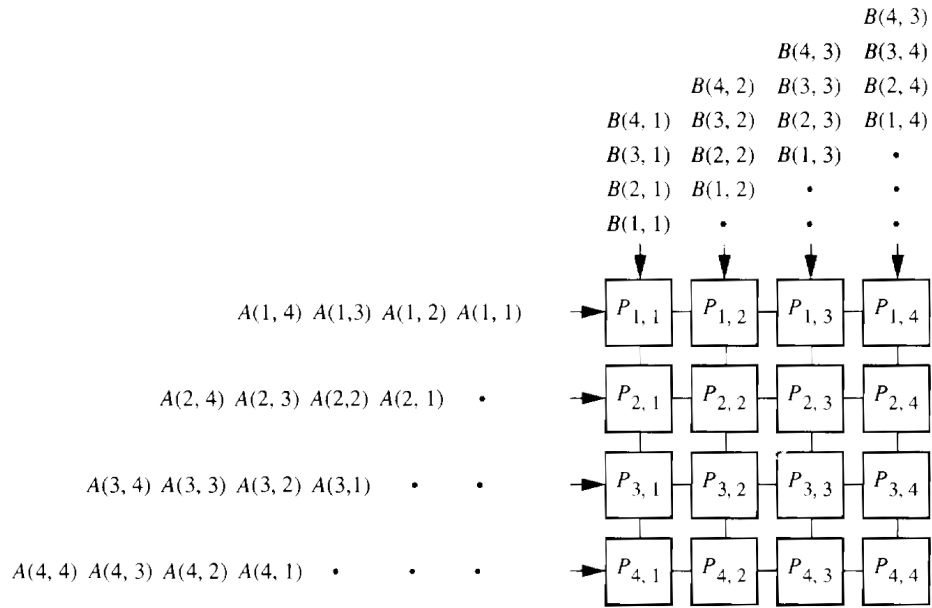 B(4, 3)
B(4, 3) B(3, 4)
B(4, 2) B(3, 3) B(2, 4)
B(4, 1) B(3, 2) B(2, 3) B(1, 4)
B(3, 1) B(2, 2) B(1, 3) •
B(2, 1) B(1, 2) • •
B(1, 1) • • •
A(1, 4) A(1,3) A(1, 2) A(1, 1) P1, 1 P1, 2 P1, 3 P1, 4
A(2, 4) A(2, 3) A(2,2) A(2, 1) • P2, 1 P2, 2 P2, 3 P2, 4
A(3, 4) A(3, 3) A(3, 2) A(3,1) • • P3, 1 P3, 2 P3, 3 P3, 4
A(4, 4) A(4, 3) A(4, 2) A(4, 1) • • • P4, 1 P4, 2 P4, 3 P4, 4